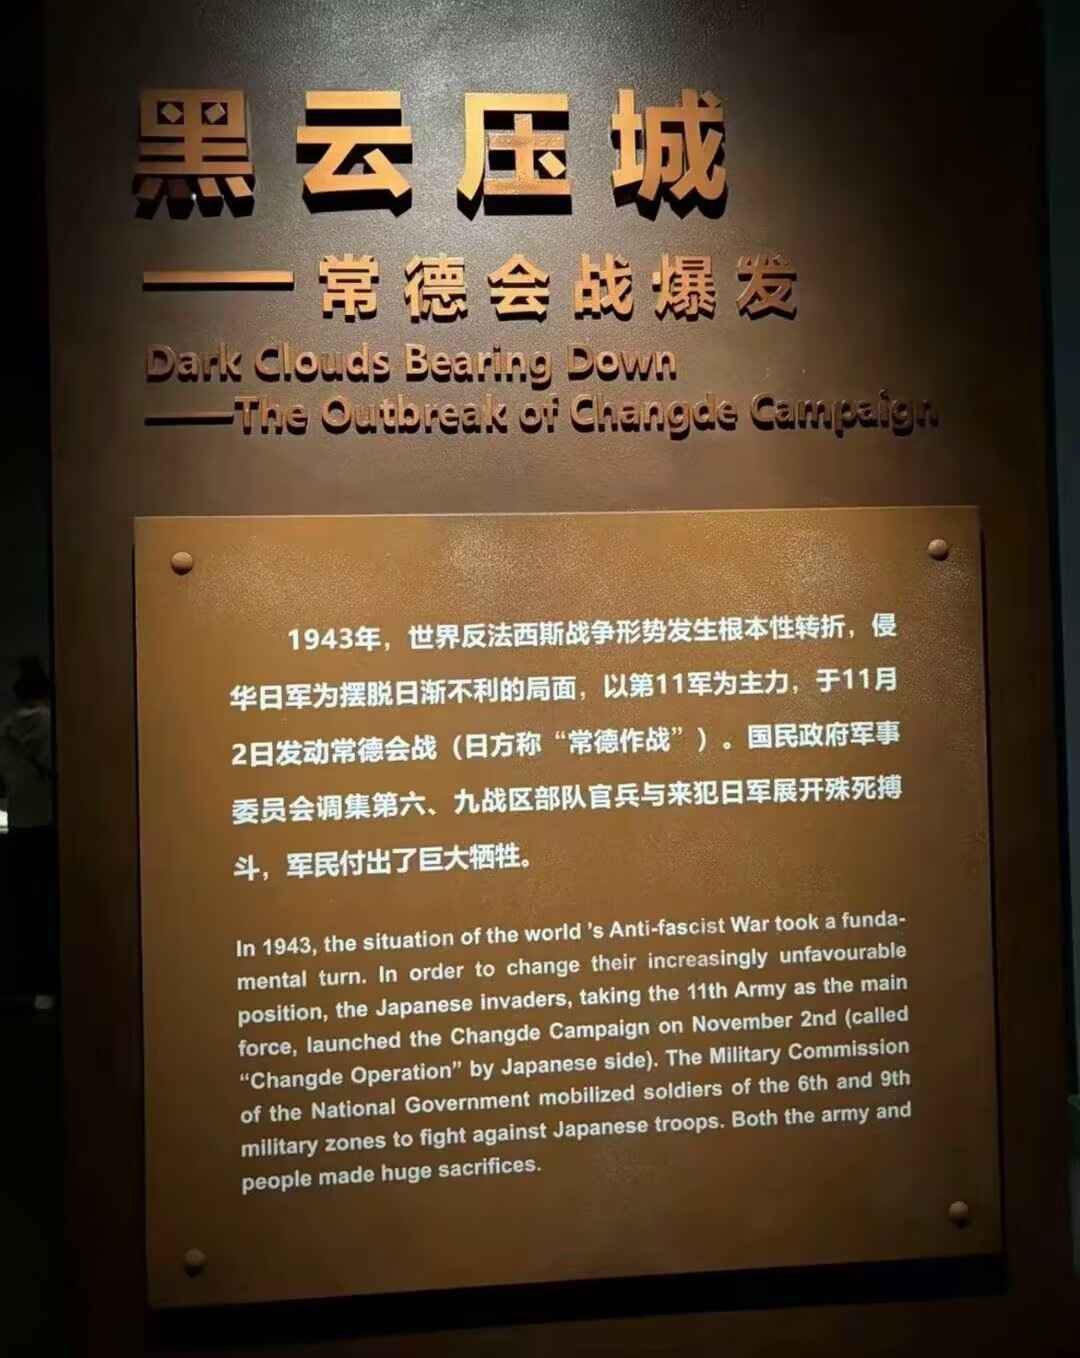 黑云压城
——常德会战爆发
Dark Clouds Bearing Down
——The Outbreak of Changde Campaign
1943年，世界反法西斯战争形势发生根本性转折，侵
华日军为摆脱日渐不利的局面，以第11军为主力，于11月
2日发动常德会战（日方称“常德作战”）。国民政府军事
委员会调集第六、九战区部队官兵与来犯日军展开殊死搏
斗，军民付出了巨大牺牲。
In 1943, the situation of the world 's Anti-fascist War took a funda-
mental turn. In order to change their increasingly unfavourable
position, the Japanese invaders, taking the 11th Army as the main
force, launched the Changde Campaign on November 2nd (called
“Changde Operation” by Japanese side). The Military Commission
of the National Government mobilized soldiers of the 6th and 9th
military zones to fight against Japanese troops. Both the army and
people made huge sacrifices.